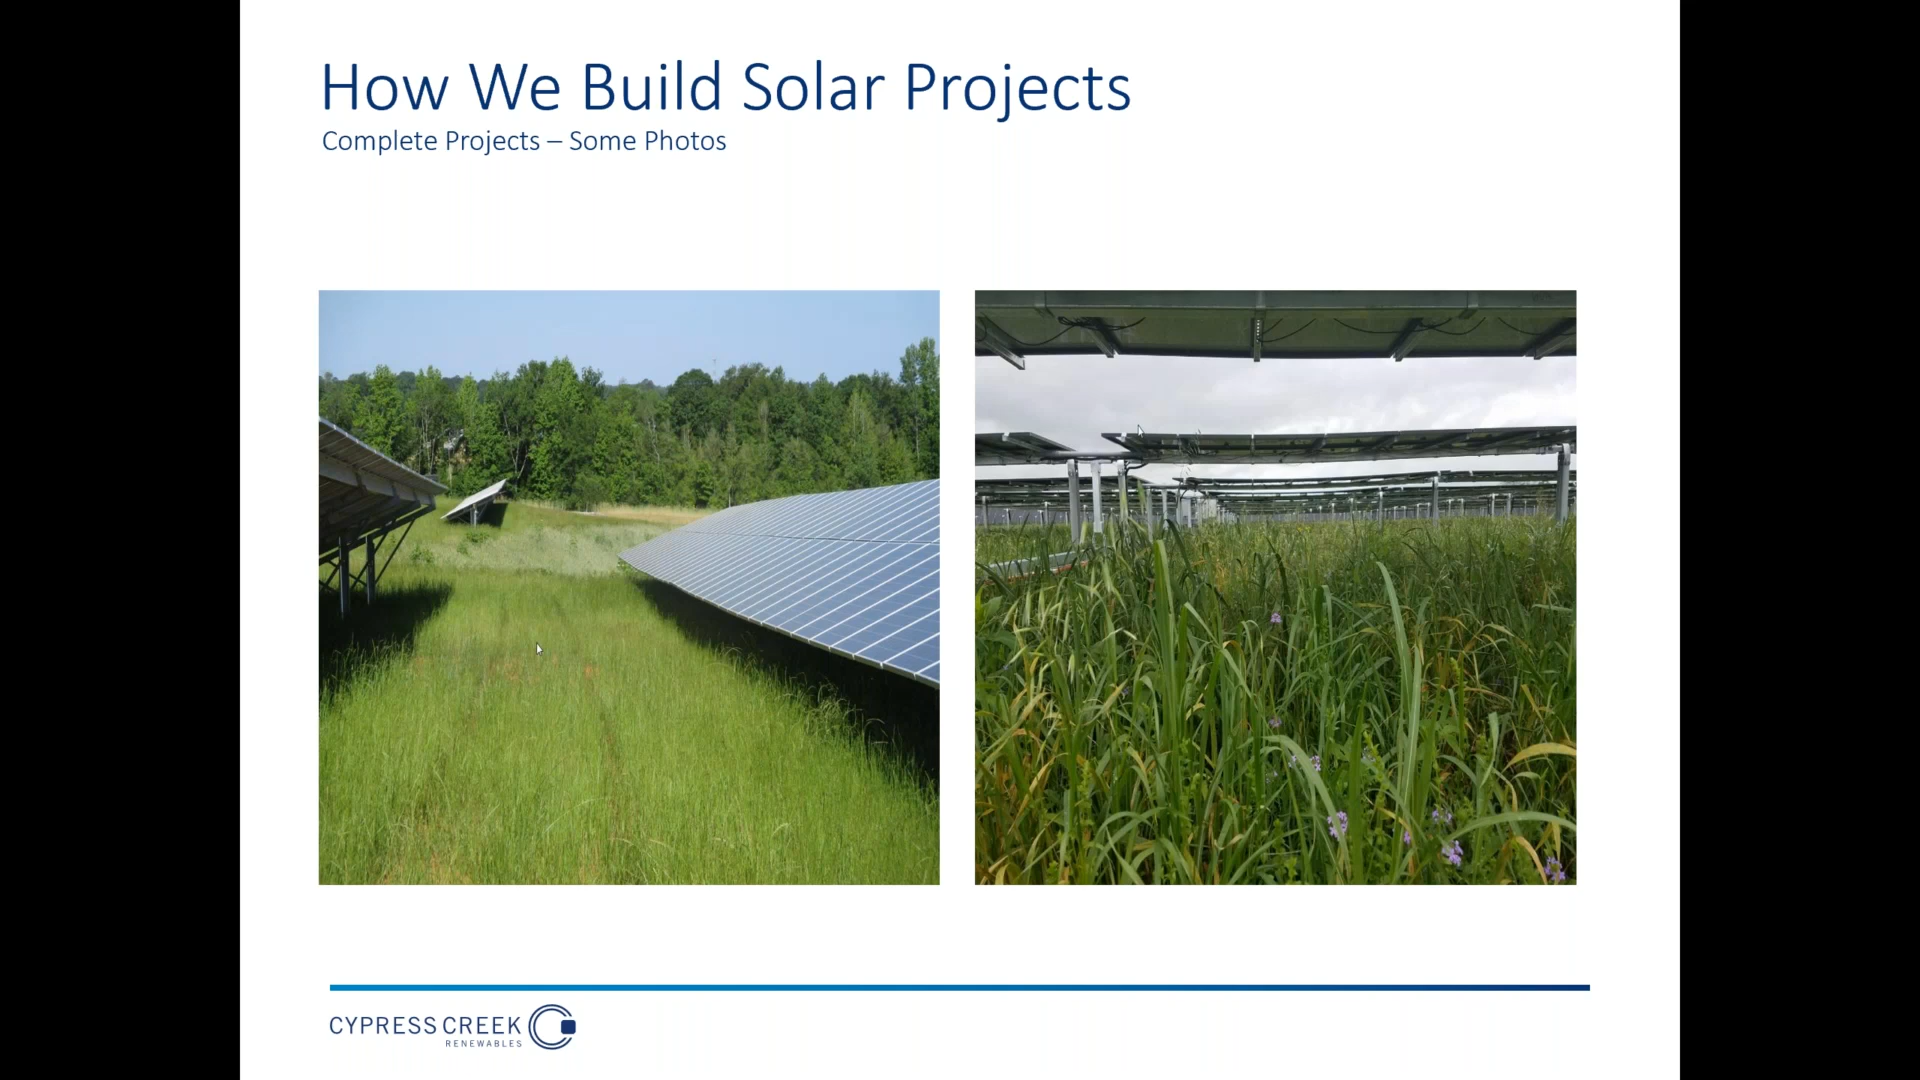 How We Build Solar Projects
Complete Projects – Some Photos
CYPRESS CREEK
RENEWABLES